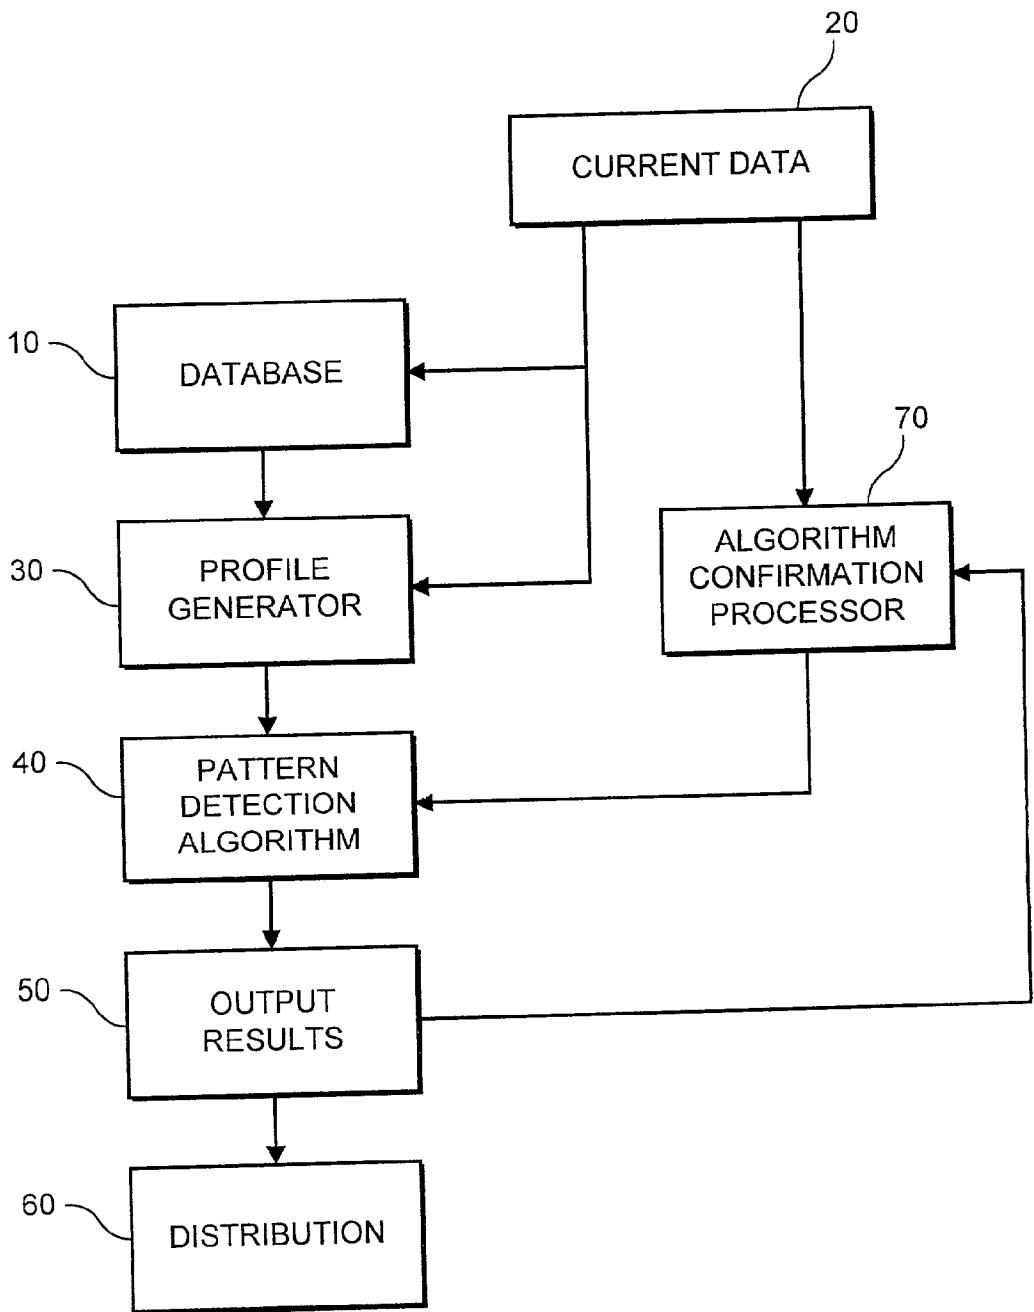 20
CURRENT DATA
10
DATABASE
70
30
PROFILE
GENERATOR
ALGORITHM
CONFIRMATION
PROCESSOR
40
PATTERN
DETECTION
ALGORITHM
50
OUTPUT
RESULTS
60
DISTRIBUTION